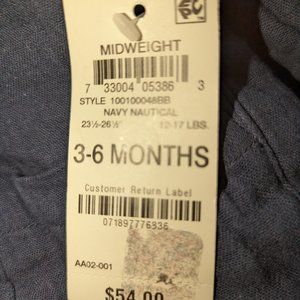 MIDWEIGHT
7 33004 05386 3
STYLE 100100048BB
NAVY NAUTICAL
23½-26½" 12-17 LBS.
3-6 MONTHS
Customer Return Label
071897776336
AA02-001
$54.00